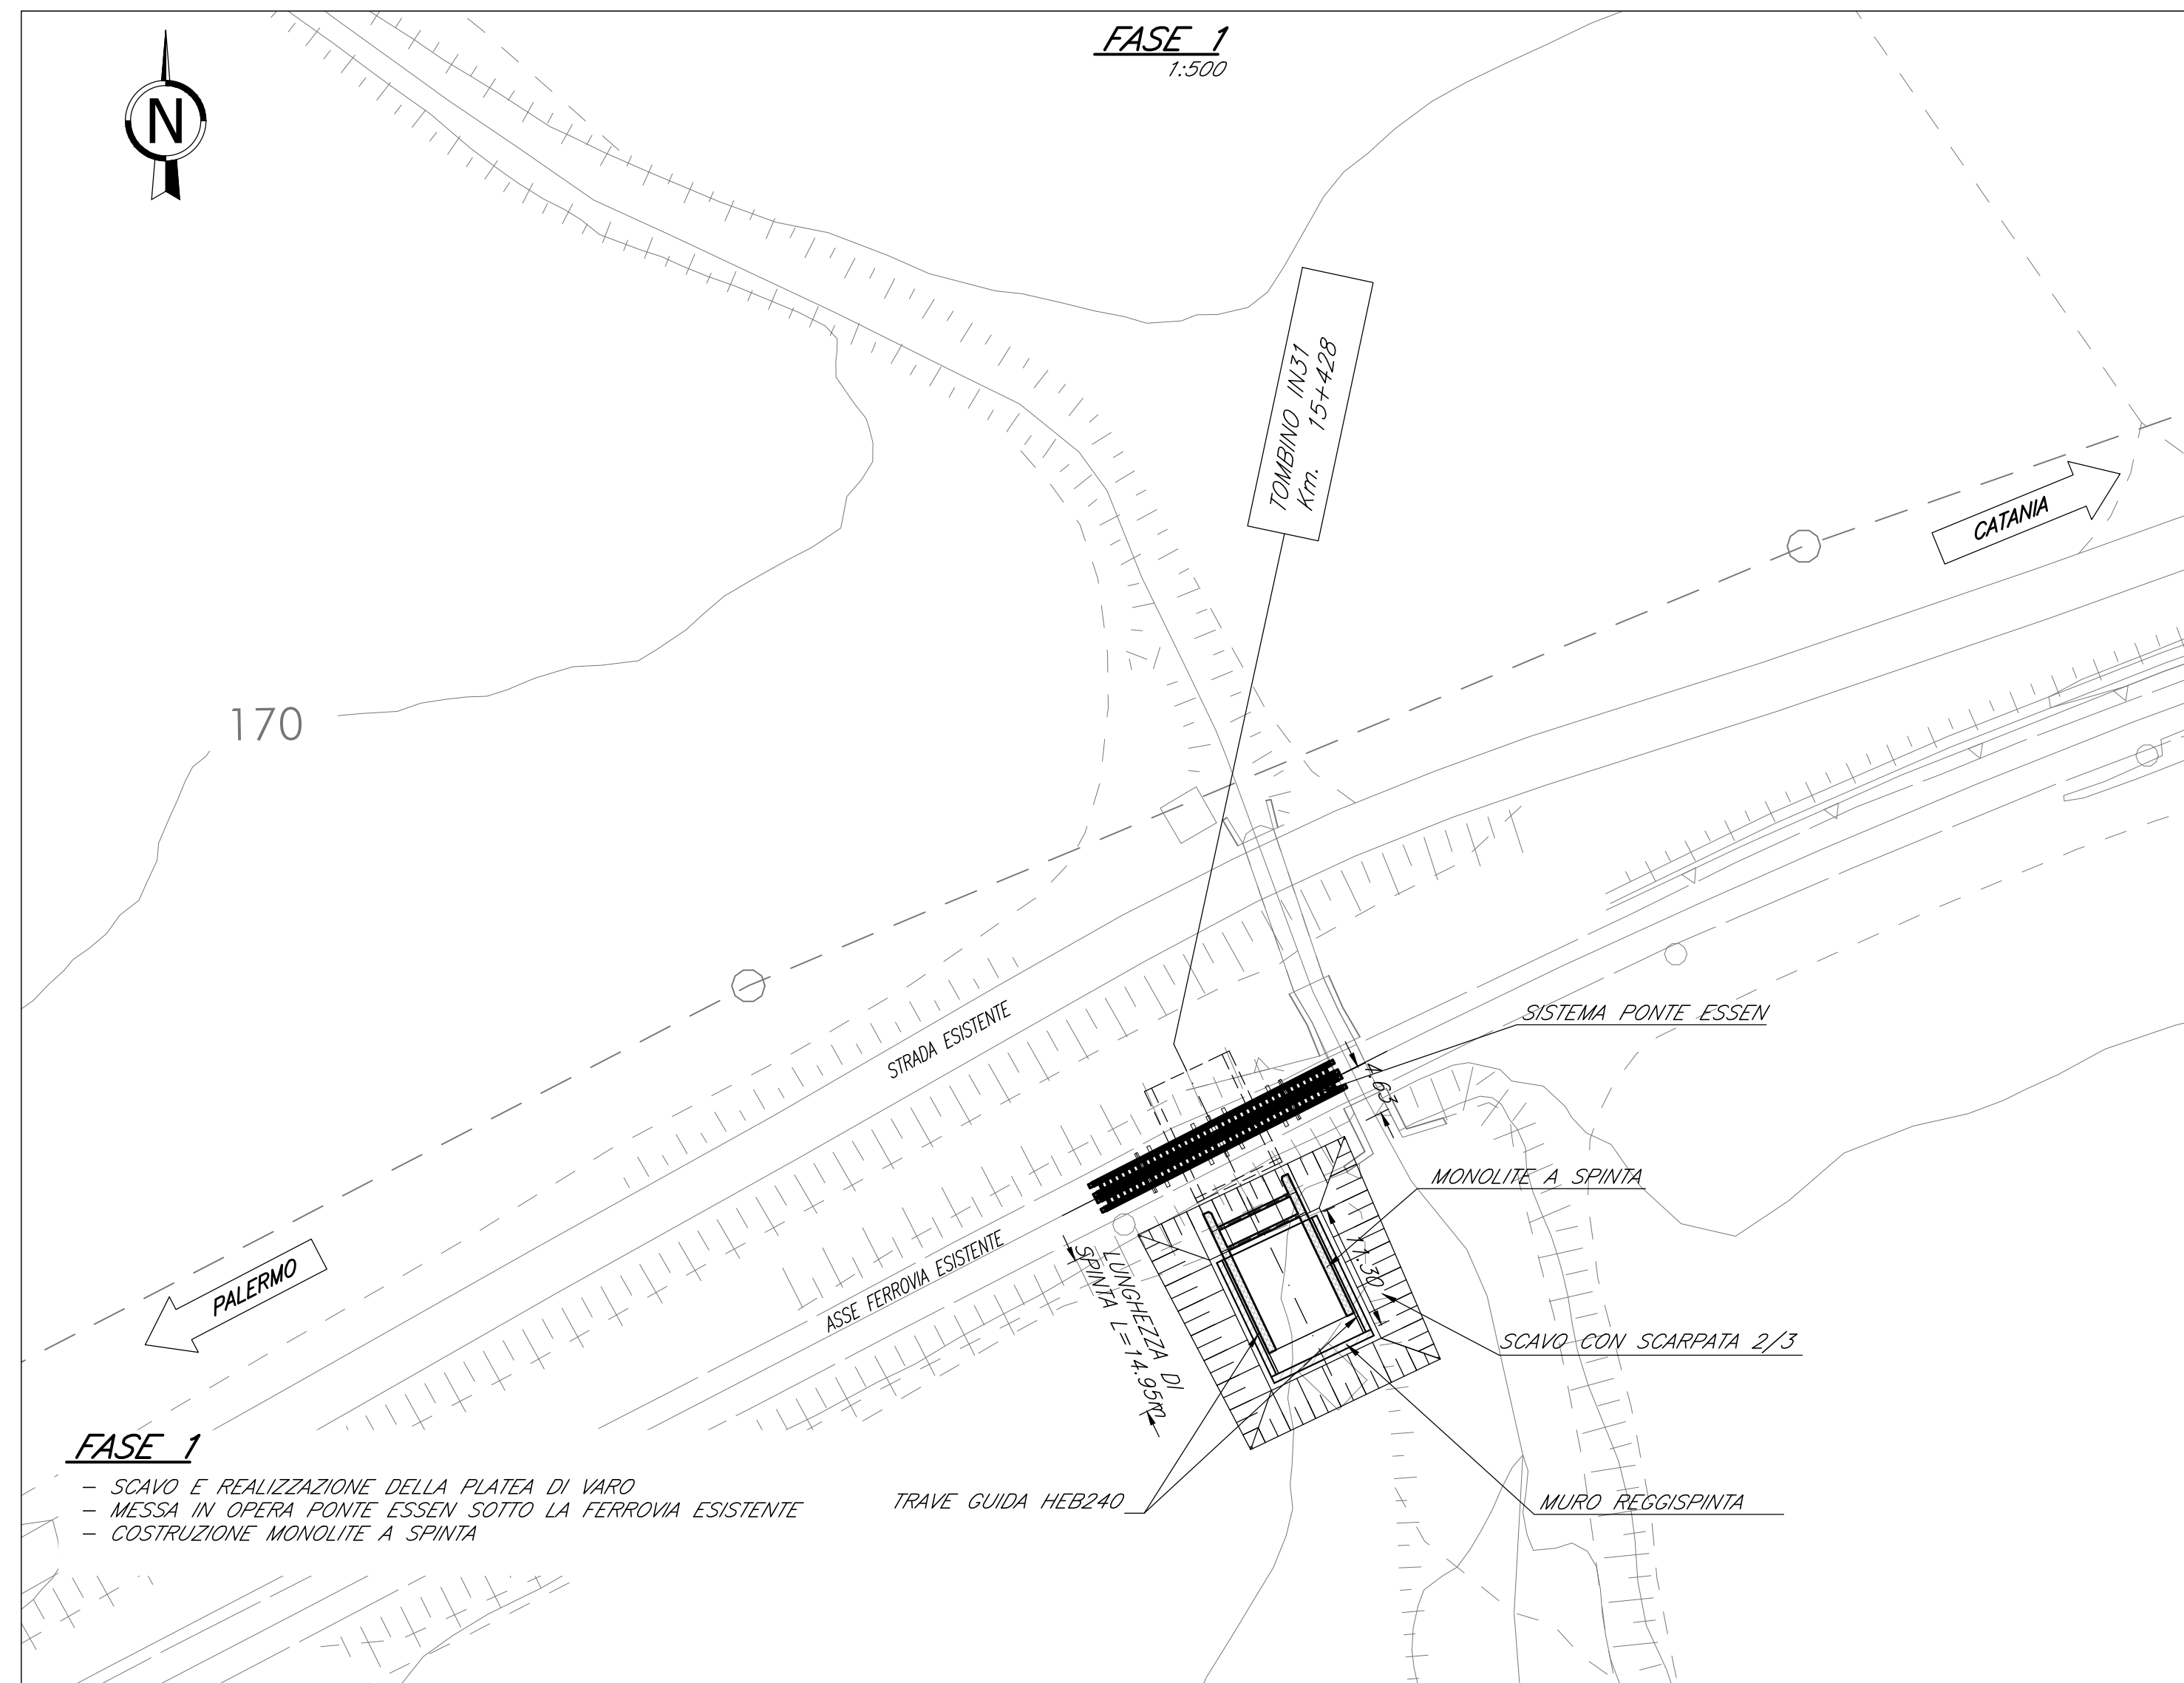 FASE 1
1:500
N
TOMBINO IN31
Km. 15+428
CATANIA
170
STRADA ESISTENTE
SISTEMA PONTE ESSEN
4.63
MONOLITE A SPINTA
11.30
ASSE FERROVIA ESISTENTE
LUNGHEZZA DI
SPINTA L=14.95m
PALERMO
SCAVO CON SCARPATA 2/3
FASE 1
- SCAVO E REALIZZAZIONE DELLA PLATEA DI VARO
- MESSA IN OPERA PONTE ESSEN SOTTO LA FERROVIA ESISTENTE
- COSTRUZIONE MONOLITE A SPINTA
TRAVE GUIDA HEB240
MURO REGGISPINTA